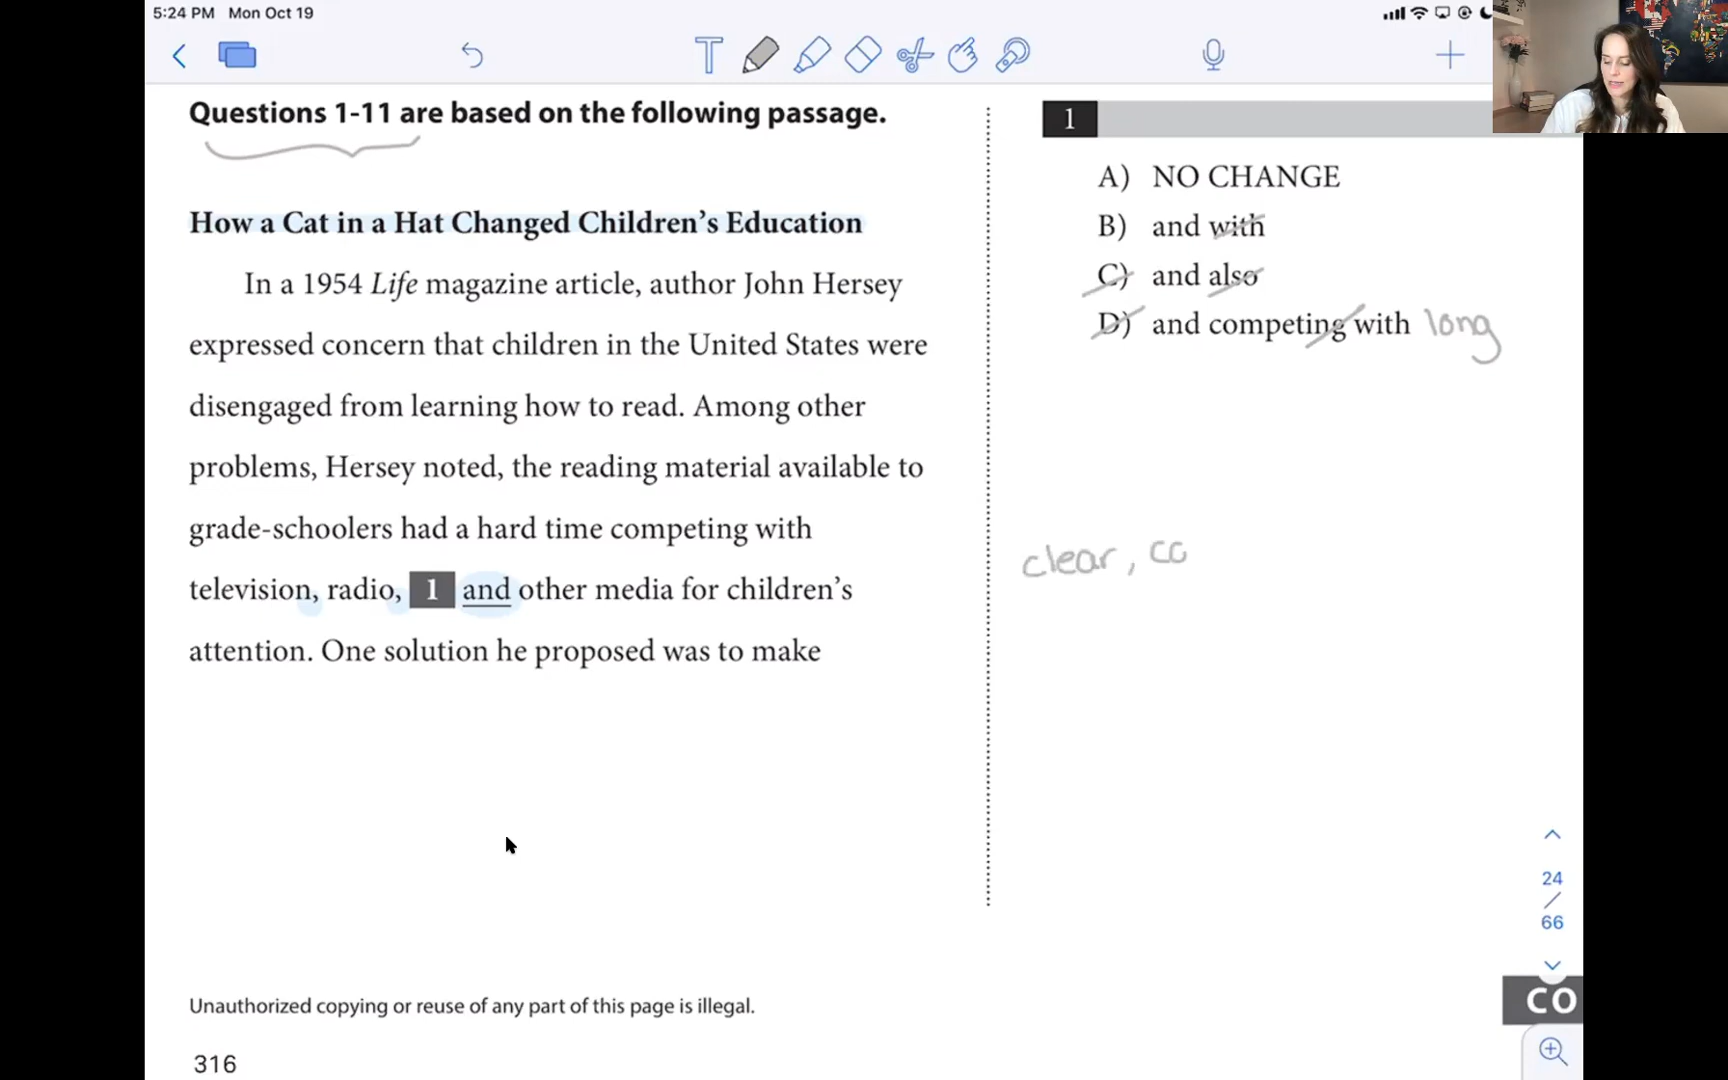 5:24 PM Mon Oct 19
Questions 1-11 are based on the following passage.
How a Cat in a Hat Changed Children's Education
In a 1954 Life magazine article, author John Hersey
expressed concern that children in the United States were
disengaged from learning how to read. Among other
problems, Hersey noted, the reading material available to
grade-schoolers had a hard time competing with
television, radio, 1 and other media for children's
attention. One solution he proposed was to make
Unauthorized copying or reuse of any part of this page is illegal.
316
1
A) NO CHANGE
B) and with
C) and also
D) and competing with long
clear, co
24
/
66
CO